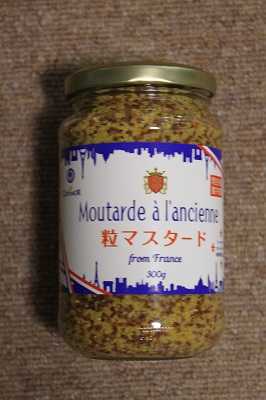 Moutarde à l'ancienne
粒マスタード
from France
300g